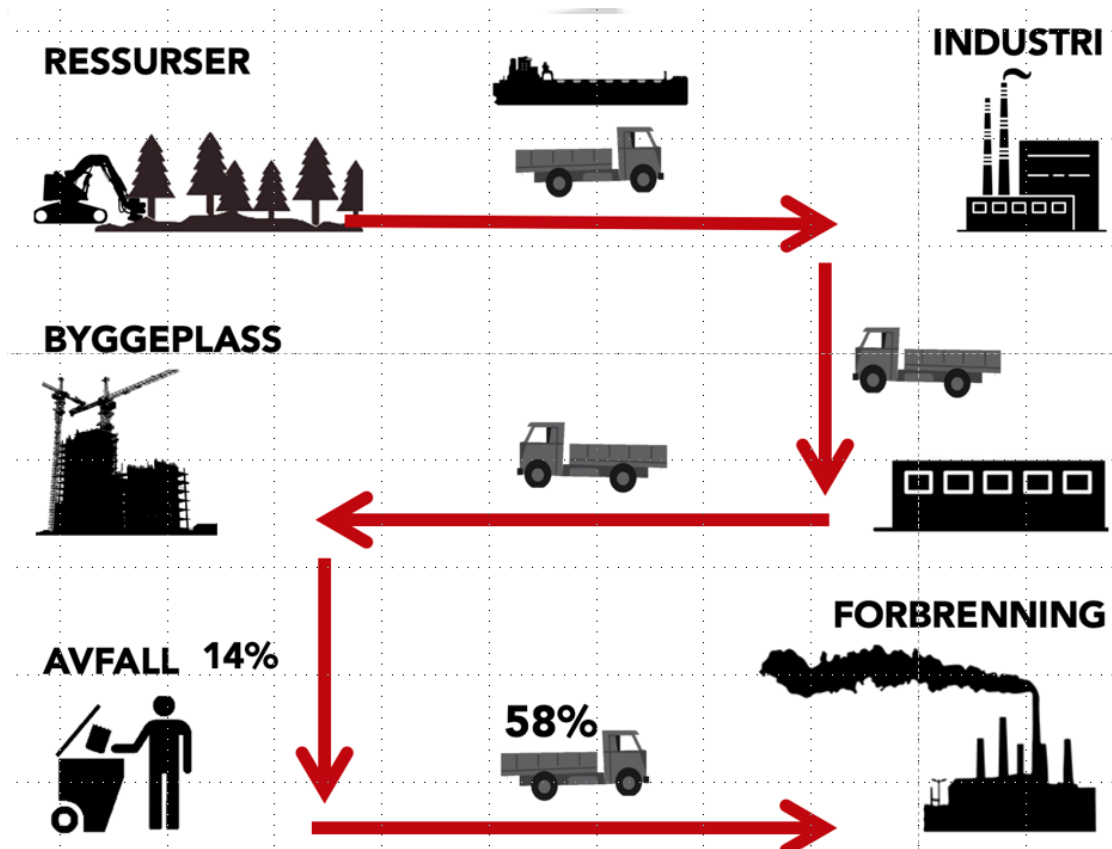 RESSURSER
INDUSTRI
BYGGEPLASS
FORBRENNING
AVFALL 14%
58%